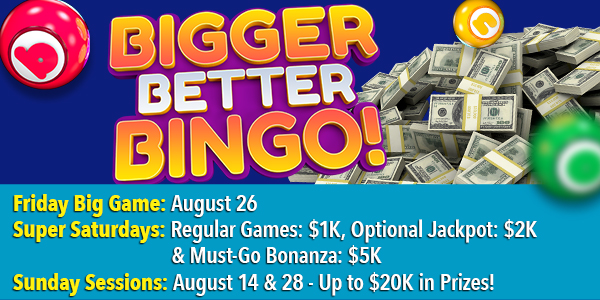 BIGGER
BETTER
BINGO!
Friday Big Game: August 26
Super Saturdays: Regular Games: $1K, Optional Jackpot: $2K
& Must-Go Bonanza: $5K
Sunday Sessions: August 14 & 28 - Up to $20K in Prizes!